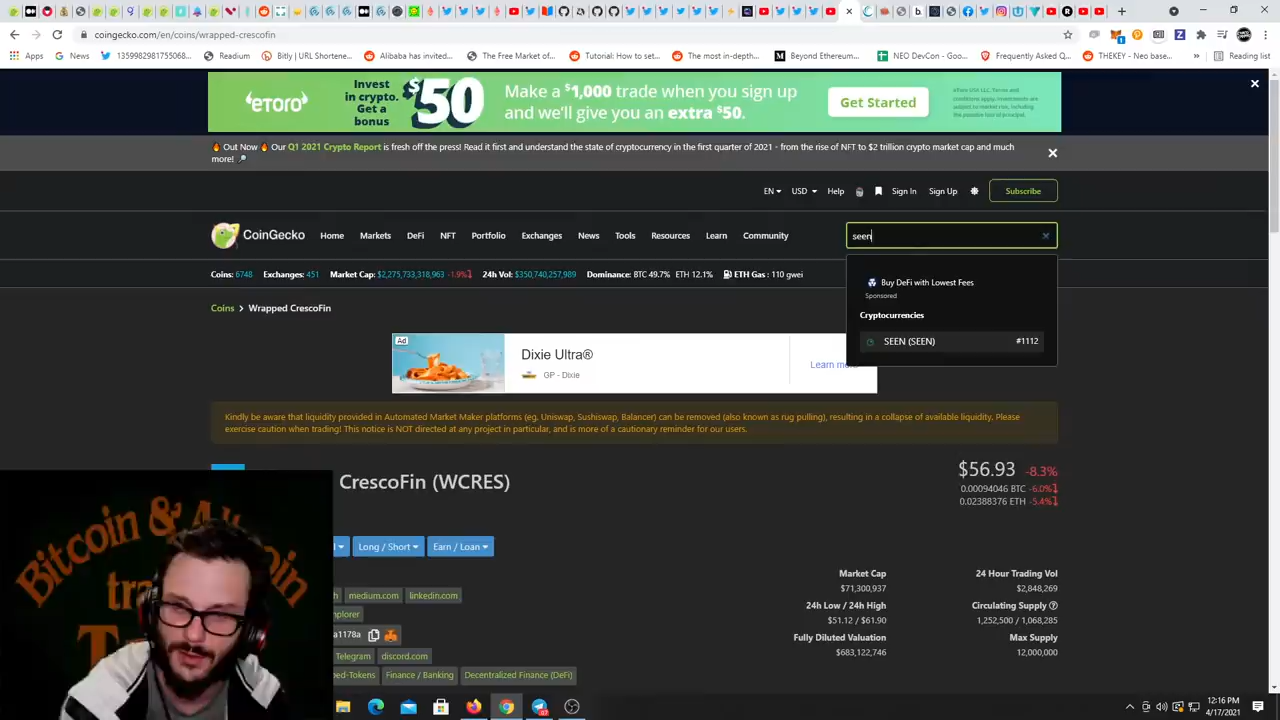 coingecko.com/en/coins/wrapped-crescofin
Apps
News
1359982981755068...
Readium
Bitly | URL Shortene...
Alibaba has invited...
The Free Market of...
Tutorial: How to set...
The most in-depth...
Beyond Ethereum...
NEO DevCon - Goo...
Frequently Asked Q...
THEKEY - Neo base...
»
Reading list
eToro
Invest in crypto. Get a bonus
$50
Make a $1,000 trade when you sign up
and we'll give you an extra $50.
Get Started
🔥 Out Now 🔥 Our Q1 2021 Crypto Report is fresh off the press! Read it first and understand the state of cryptocurrency in the first quarter of 2021 - from the rise of NFT to $2 trillion crypto market cap and much
more! 🔎
EN
USD
Help
Sign In
Sign Up
Subscribe
CoinGecko
Home
Markets
DeFi
NFT
Portfolio
Exchanges
News
Tools
Resources
Learn
Community
seen
Coins: 6748
Exchanges: 451
Market Cap: $2,275,733,318,963 -1.9%
24h Vol: $350,740,257,989
Dominance: BTC 49.7% ETH 12.1%
ETH Gas: 110 gwei
Buy DeFi with Lowest Fees
Sponsored
Cryptocurrencies
SEEN (SEEN)
#1112
Coins > Wrapped CrescoFin
Ad
Dixie Ultra®
GP - Dixie
Learn more
Kindly be aware that liquidity provided in Automated Market Maker platforms (eg. Uniswap, Sushiswap, Balancer) can be removed (also known as rug pulling), resulting in a collapse of available liquidity. Please
exercise caution when trading! This notice is NOT directed at any project in particular, and is more of a cautionary reminder for our users.
CrescoFin (WCRES)
$56.93 -8.3%
0.00094046 BTC -6.0%
0.02388376 ETH -5.4%
Long / Short
Earn / Loan
Market Cap
$71,300,937
24 Hour Trading Vol
$2,848,269
24h Low / 24h High
$51.12 / $61.90
Circulating Supply
1,252,500 / 1,068,285
Fully Diluted Valuation
$683,122,746
Max Supply
12,000,000
medium.com
linkedin.com
xplorer
a1178a
Telegram
discord.com
ped-Tokens
Finance / Banking
Decentralized Finance (DeFi)
Bitcoin &
12:16 PM
4/17/2021